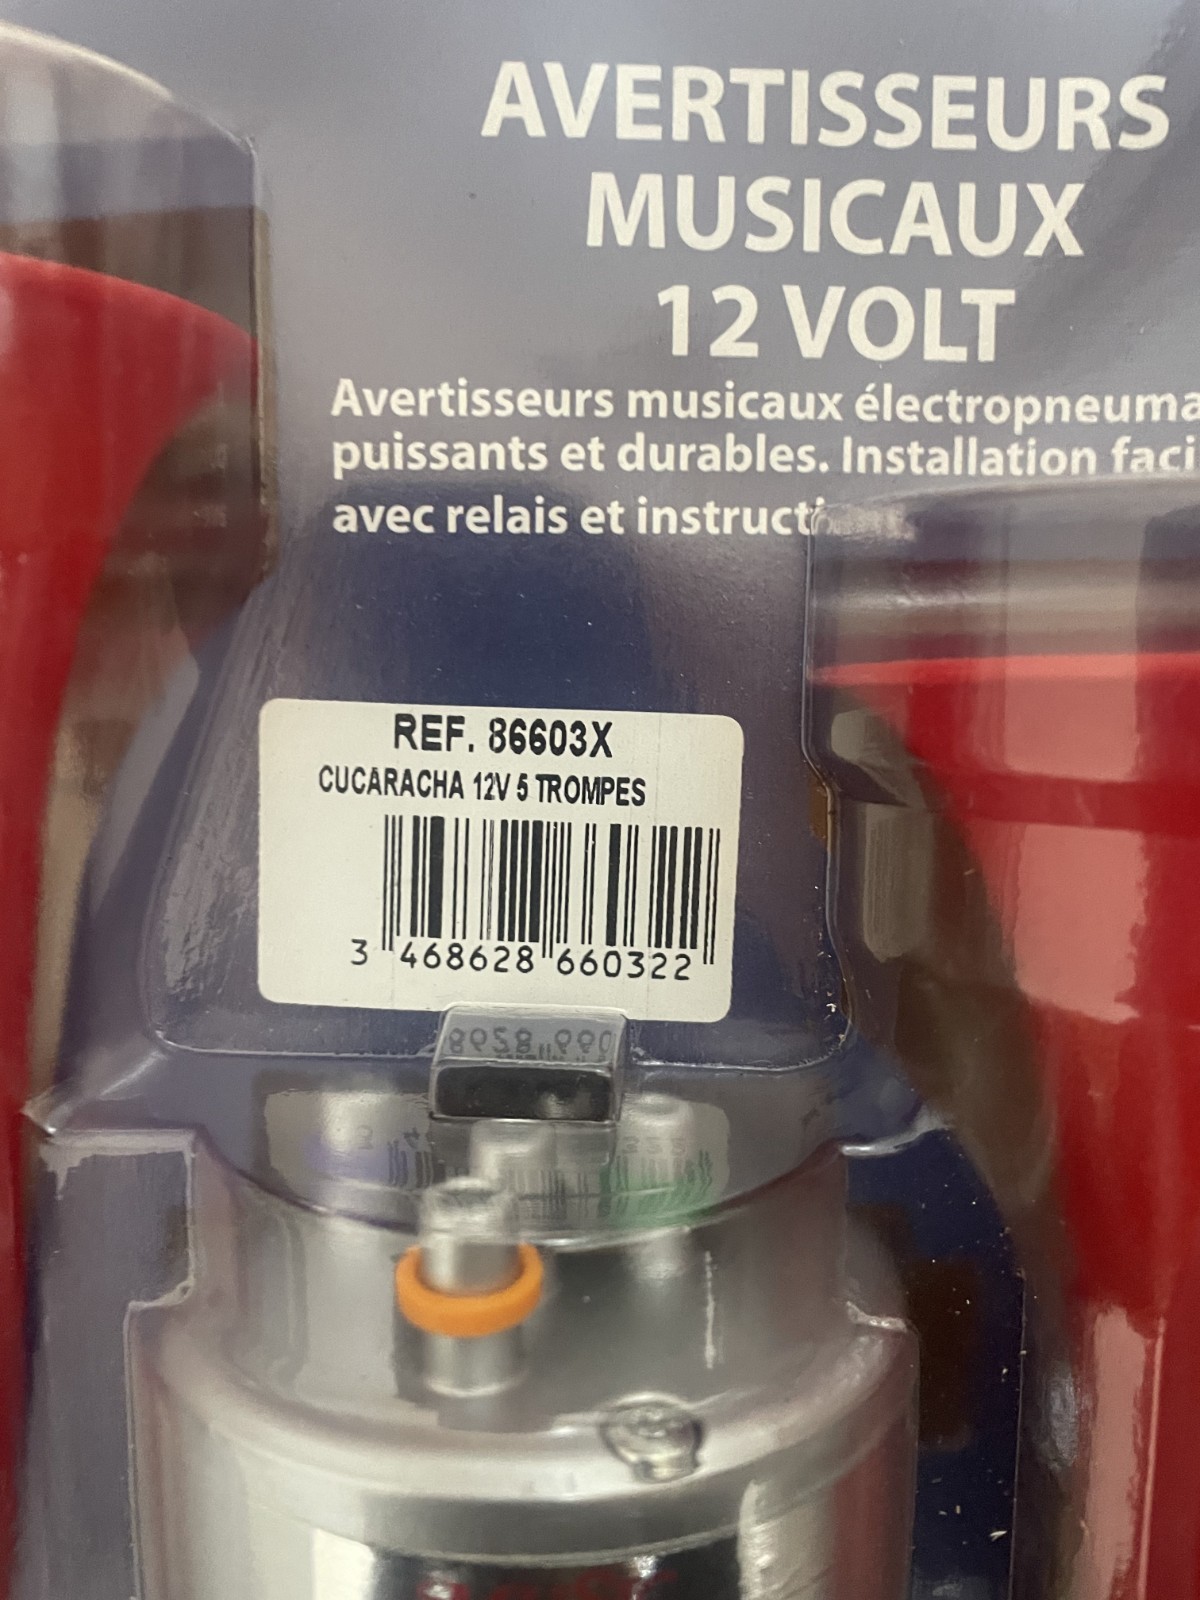 AVERTISSEURS
MUSICAUX
12 VOLT
Avertisseurs musicaux électropneuma
puissants et durables. Installation faci
avec relais et instructi
REF. 86603X
CUCARACHA 12V 5 TROMPES
3 468628 660322